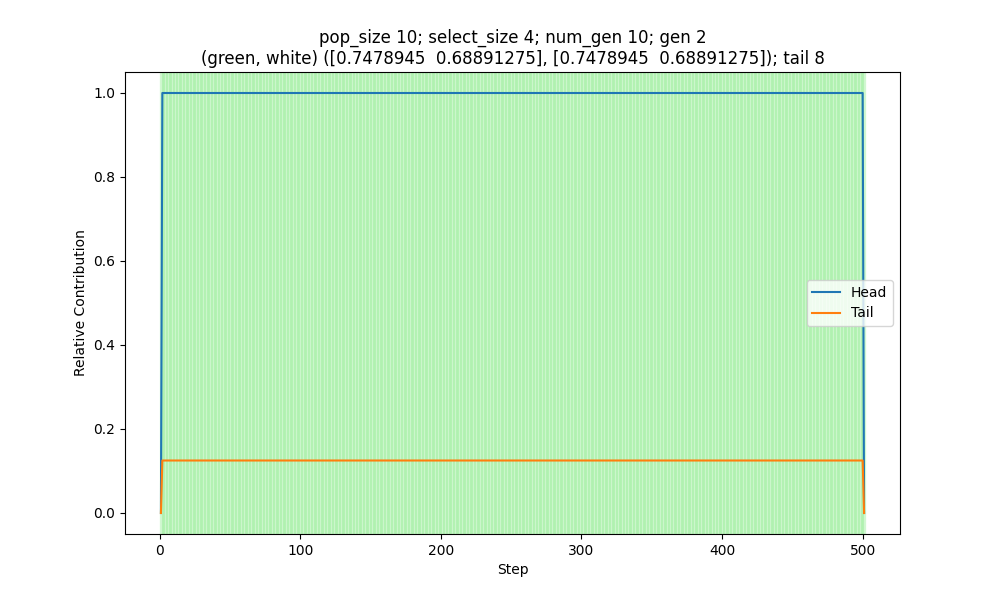 pop_size 10; select_size 4; num_gen 10; gen 2
(green, white) ([0.7478945  0.68891275], [0.7478945  0.68891275]); tail 8
1.0
0.8
0.6
0.4
0.2
0.0
Relative Contribution
Head
Tail
0 100 200 300 400 500
Step